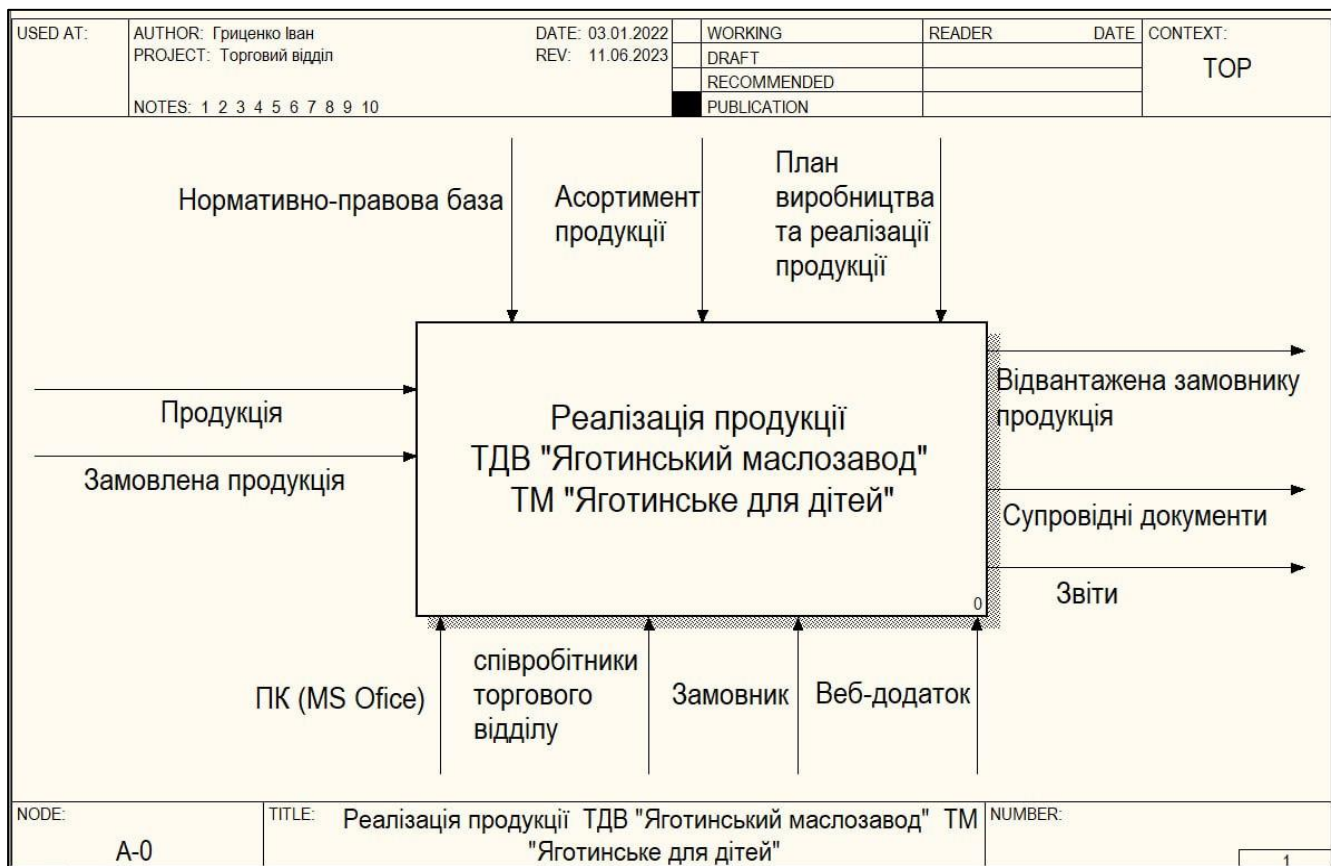 USED AT:
AUTHOR: Гриценко Іван
DATE: 03.01.2022
PROJECT: Торговий відділ
REV: 11.06.2023
NOTES: 1 2 3 4 5 6 7 8 9 10
WORKING
DRAFT
RECOMMENDED
PUBLICATION
READER
DATE
CONTEXT:
TOP
Нормативно-правова база
Асортимент
продукції
План
виробництва
та реалізації
продукції
Продукція
Замовлена продукція
Реалізація продукції
ТДВ "Яготинський маслозавод"
ТМ "Яготинське для дітей"
0
Відвантажена замовнику
продукція
Супровідні документи
Звіти
ПК (MS Ofice)
співробітники
торгового
відділу
Замовник
Веб-додаток
NODE:
A-0
TITLE:
Реалізація продукції ТДВ "Яготинський маслозавод" ТМ
"Яготинське для дітей"
NUMBER:
1